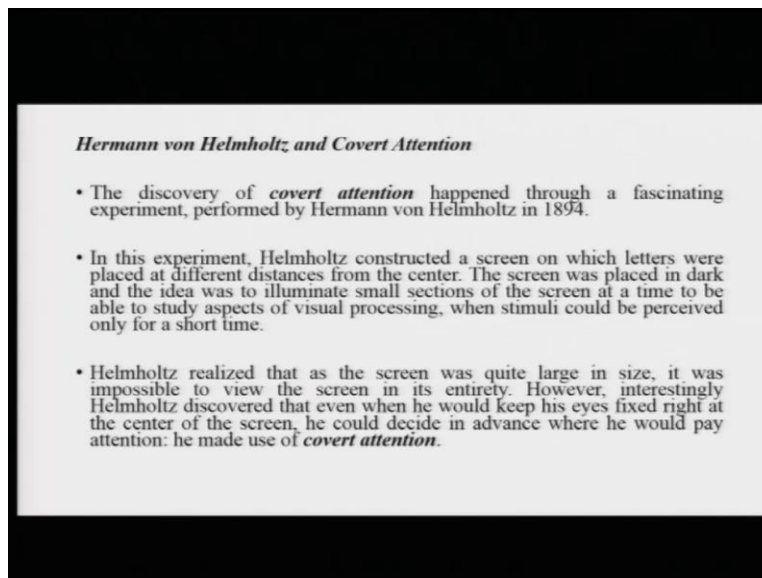 Hermann von Helmholtz and Covert Attention
• The discovery of covert attention happened through a fascinating
experiment, performed by Hermann von Helmholtz in 1894.
• In this experiment, Helmholtz constructed a screen on which letters were
placed at different distances from the center. The screen was placed in dark
and the idea was to illuminate small sections of the screen at a time to be
able to study aspects of visual processing, when stimuli could be perceived
only for a short time.
• Helmholtz realized that as the screen was quite large in size, it was
impossible to view the screen in its entirety. However, interestingly
Helmholtz discovered that even when he would keep his eyes fixed right at
the center of the screen, he could decide in advance where he would pay
attention: he made use of covert attention.